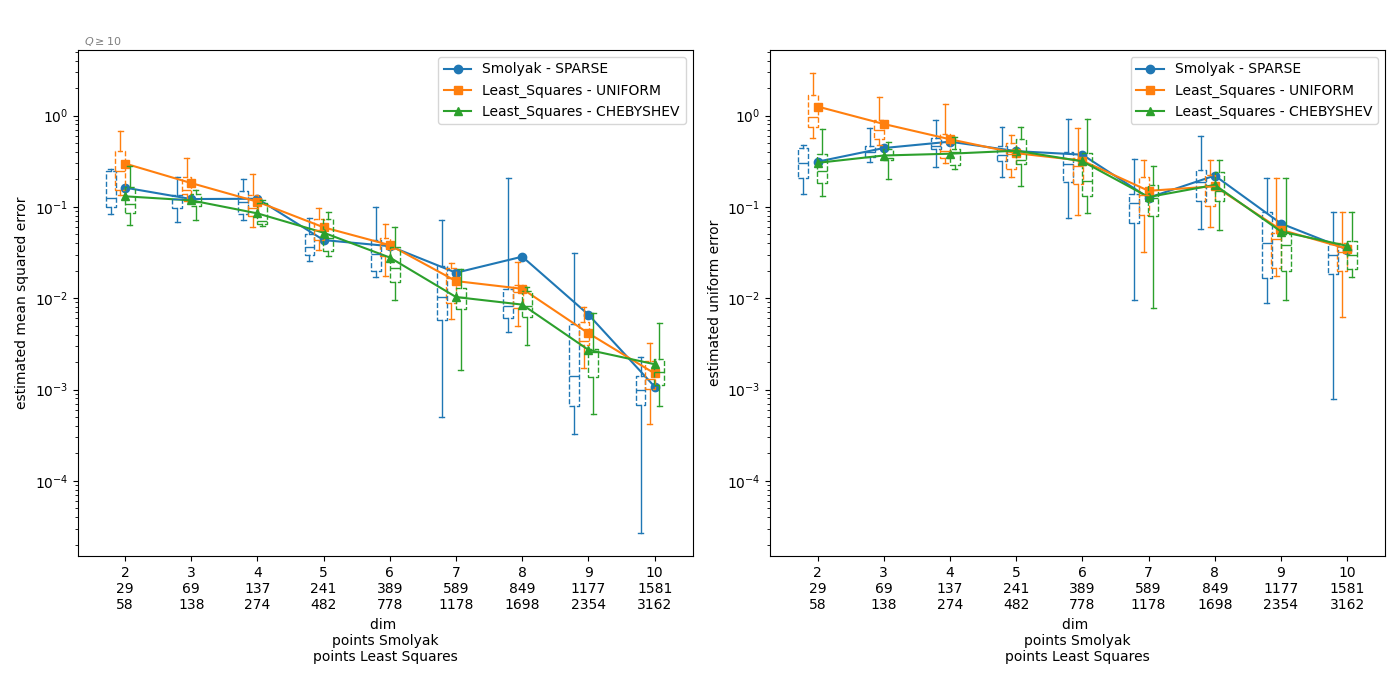 Q ≥ 10
Smolyak - SPARSE
Least_Squares - UNIFORM
Least_Squares - CHEBYSHEV
estimated mean squared error
10^0
10^-1
10^-2
10^-3
10^-4
2 3 4 5 6 7 8 9 10
29 69 137 241 389 589 849 1177 1581
58 138 274 482 778 1178 1698 2354 3162
dim
points Smolyak
points Least Squares
Smolyak - SPARSE
Least_Squares - UNIFORM
Least_Squares - CHEBYSHEV
estimated uniform error
10^0
10^-1
10^-2
10^-3
10^-4
2 3 4 5 6 7 8 9 10
29 69 137 241 389 589 849 1177 1581
58 138 274 482 778 1178 1698 2354 3162
dim
points Smolyak
points Least Squares